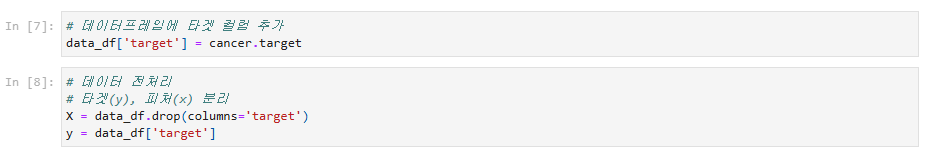 In [7]:
# 데이터프레임에 타겟 컬럼 추가
data_df['target'] = cancer.target
In [8]:
# 데이터 전처리
# 타겟(y), 피처(x) 분리
X = data_df.drop(columns='target')
y = data_df['target']